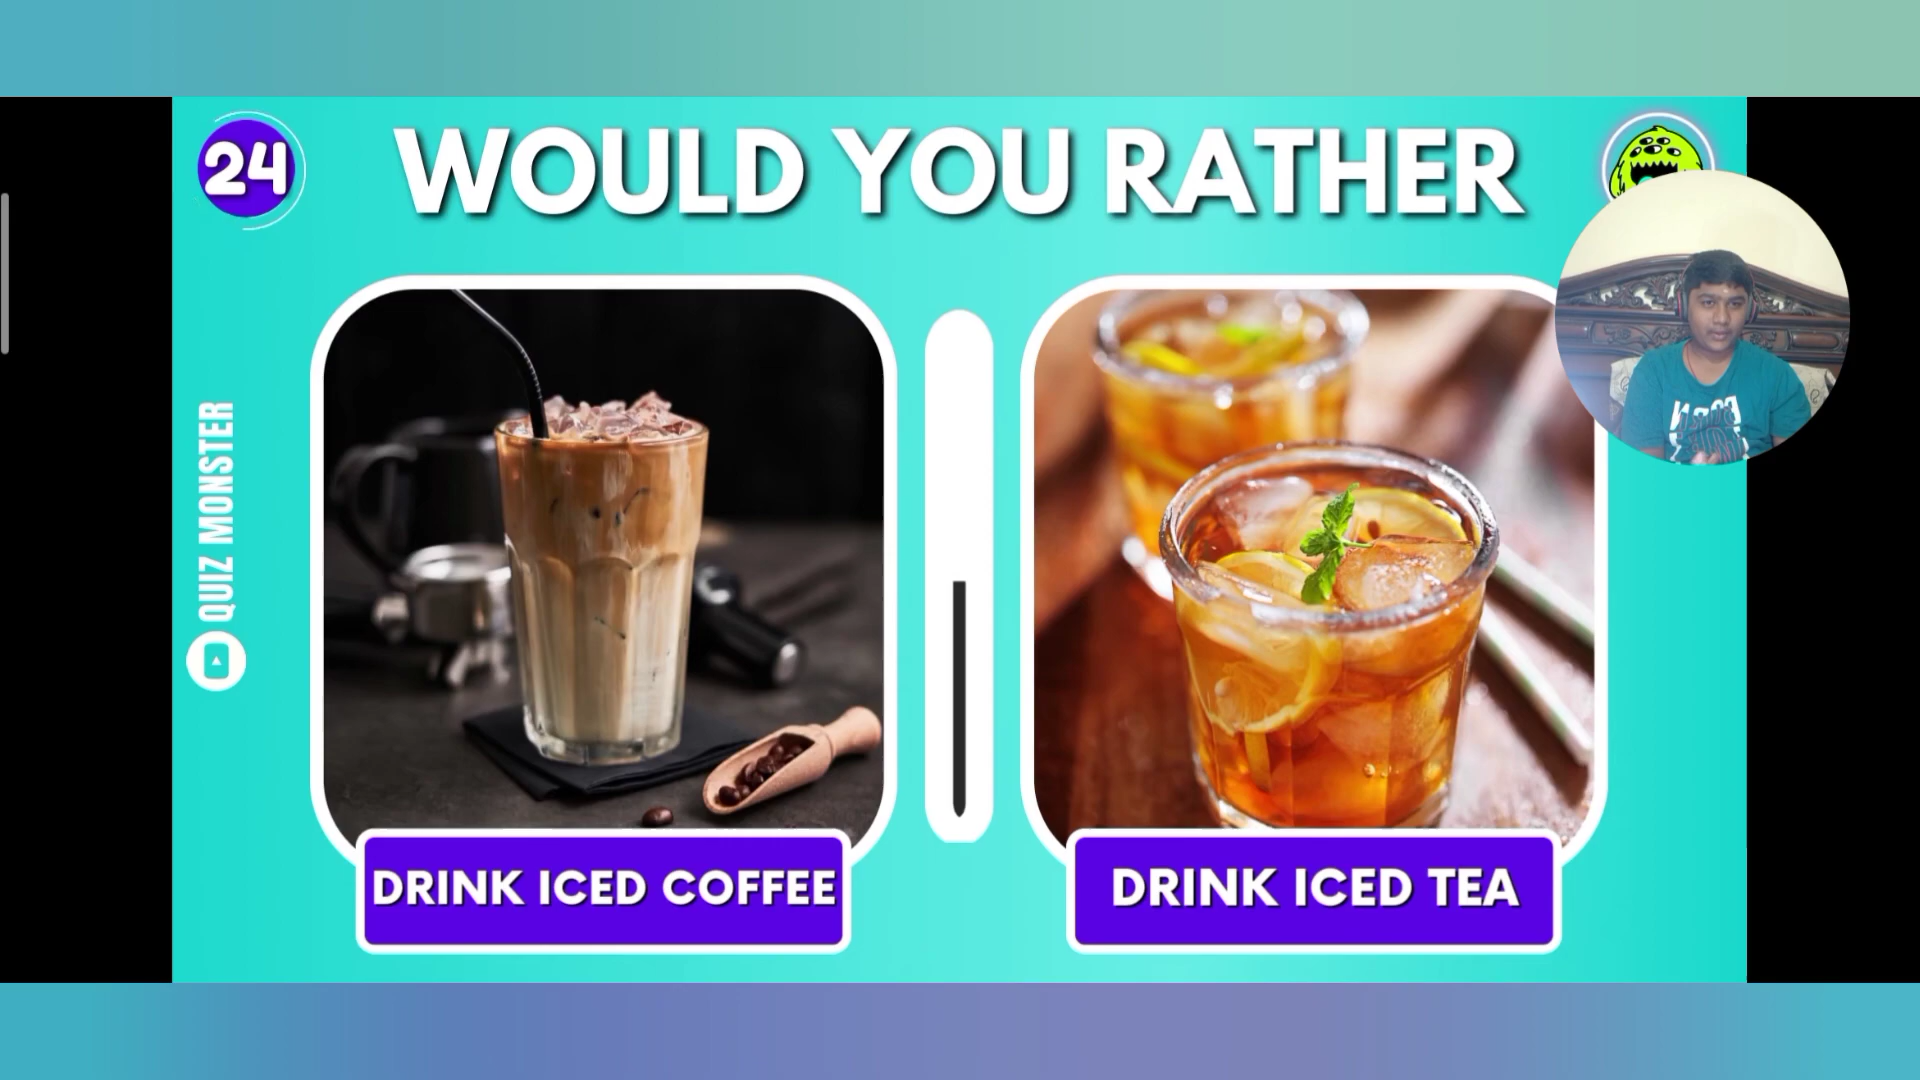 24
WOULD YOU RATHER
QUIZ MONSTER
DRINK ICED COFFEE
DRINK ICED TEA